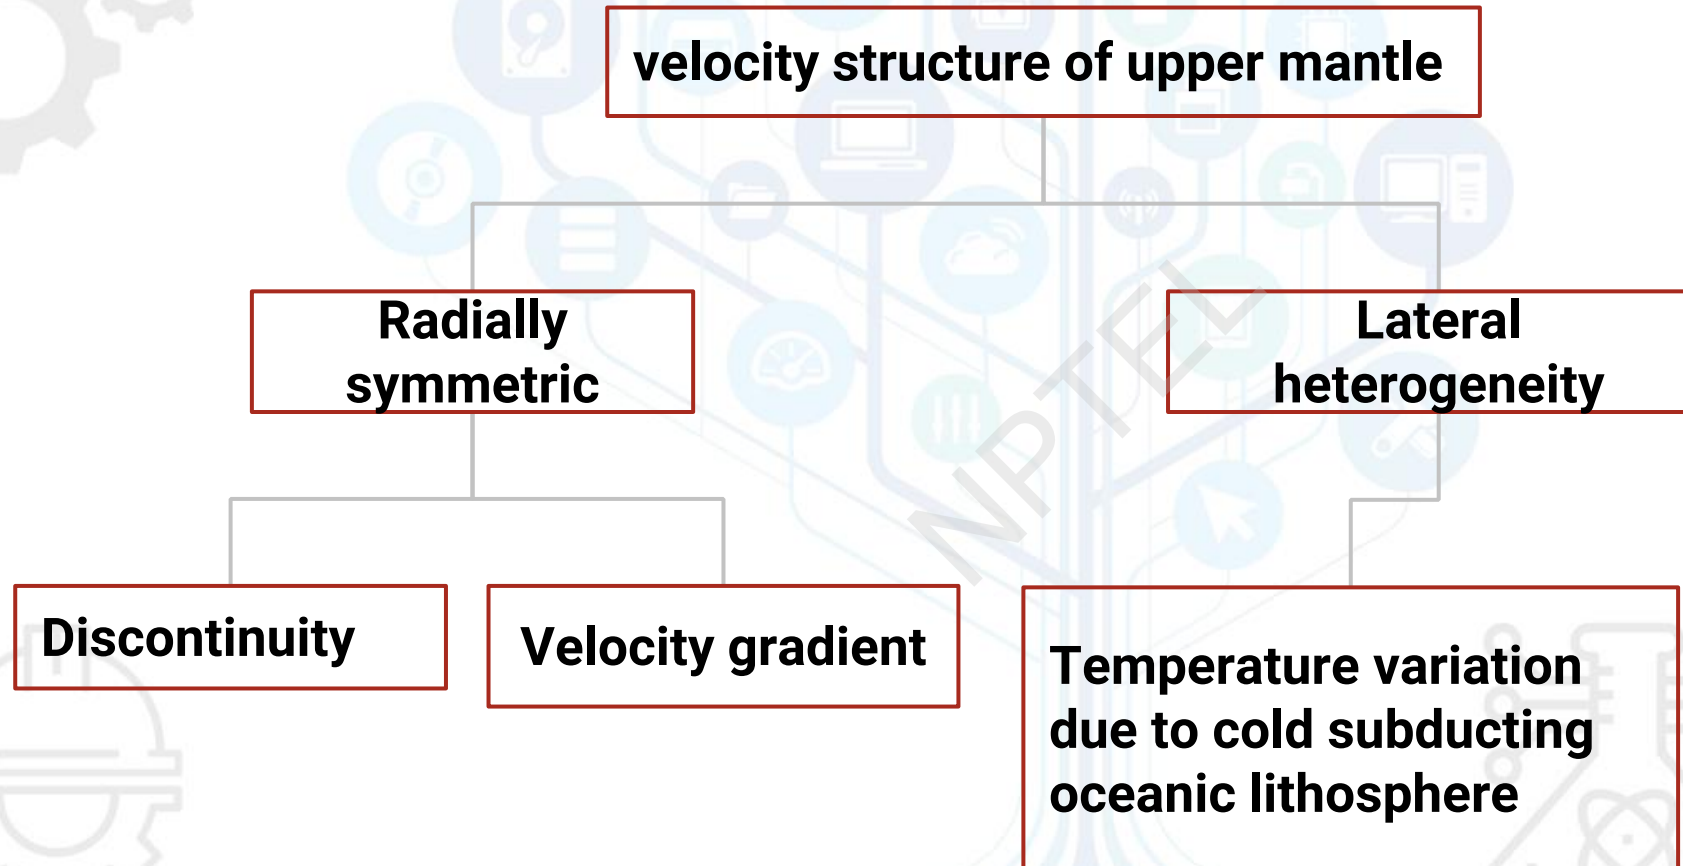 velocity structure of upper mantle
Radially
symmetric
Lateral
heterogeneity
Discontinuity
Velocity gradient
Temperature variation
due to cold subducting
oceanic lithosphere
NPTEL